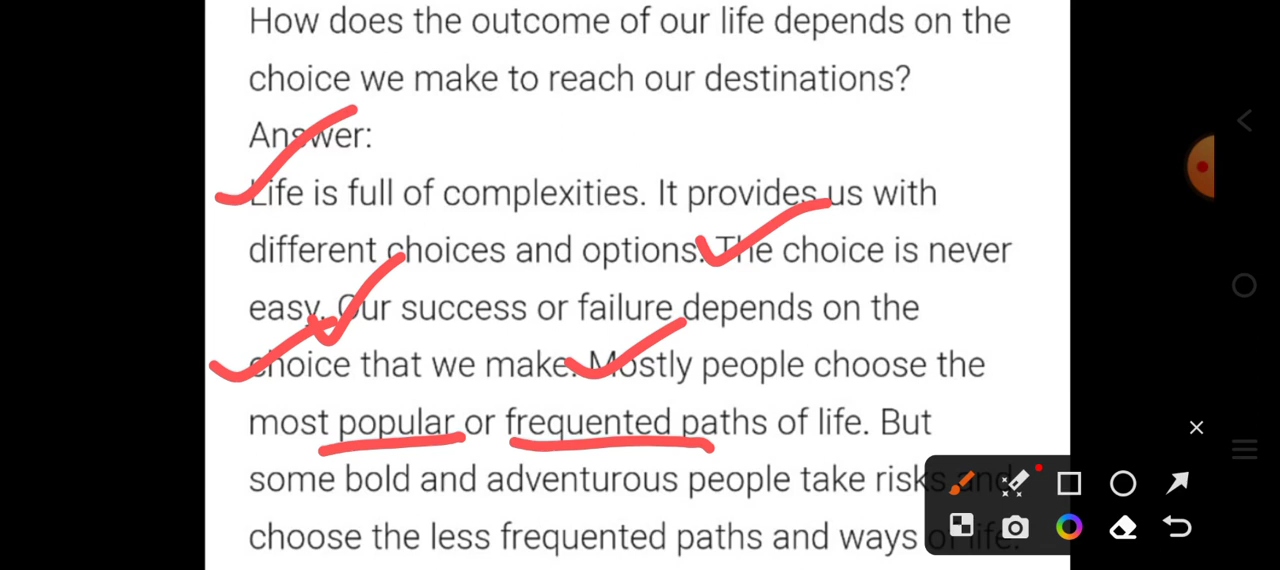 How does the outcome of our life depends on the
choice we make to reach our destinations?
Answer:
Life is full of complexities. It provides us with
different choices and options. The choice is never
easy. Our success or failure depends on the
choice that we make. Mostly people choose the
most popular or frequented paths of life. But
some bold and adventurous people take risks and
choose the less frequented paths and ways of life.